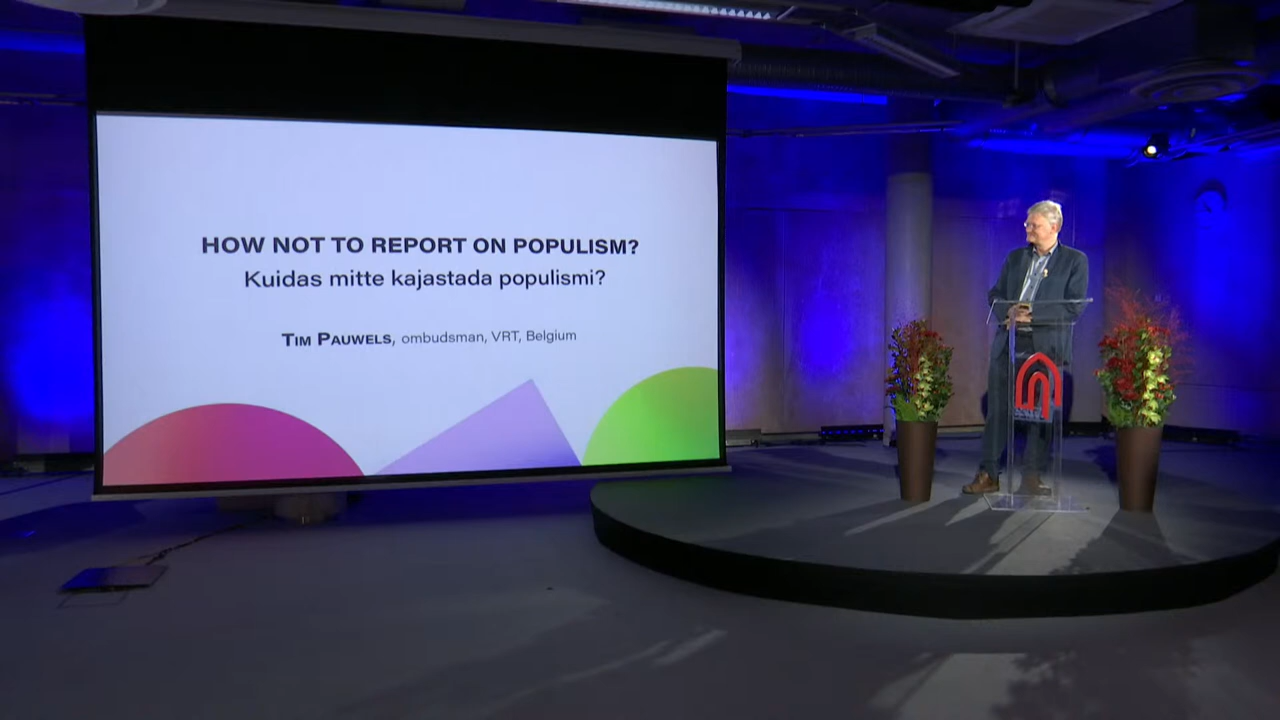 HOW NOT TO REPORT ON POPULISM?
Kuidas mitte kajastada populismi?
TIM PAUWELS, ombudsman, VRT, Belgium